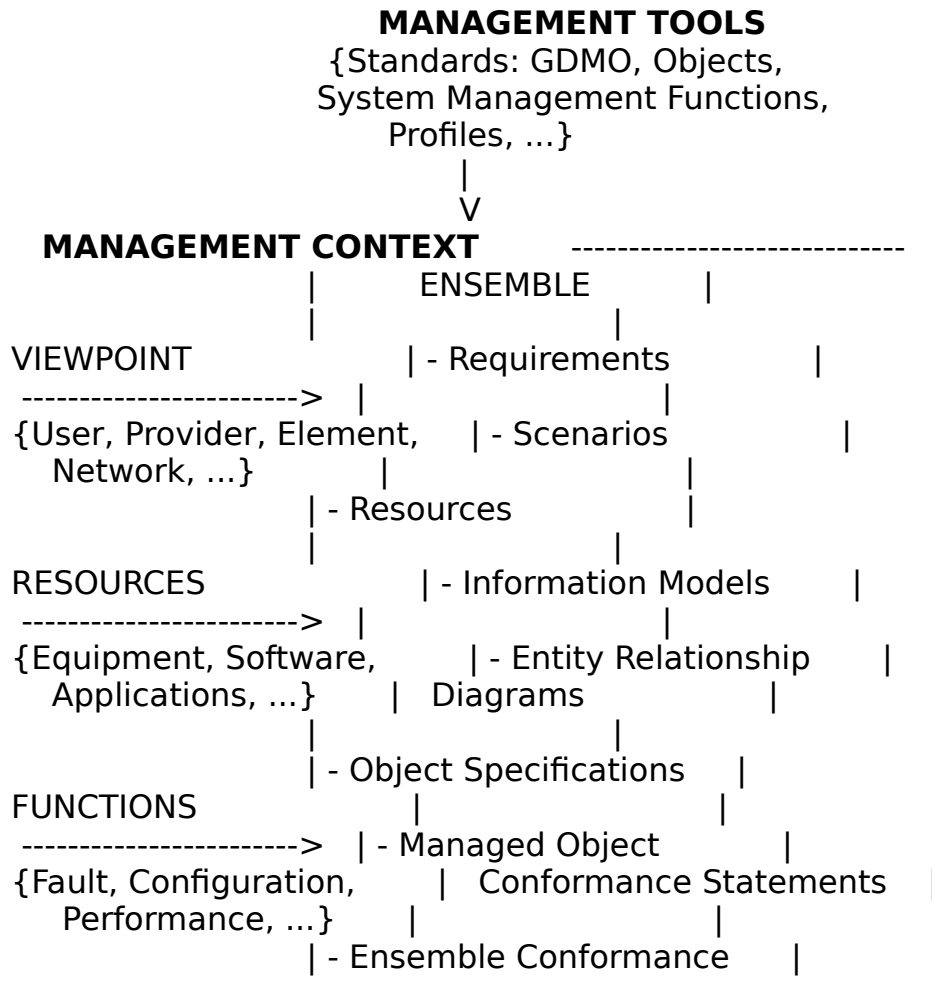 MANAGEMENT TOOLS
{Standards: GDMO, Objects,
System Management Functions,
Profiles, ...}
|
V
MANAGEMENT CONTEXT -----------------------------
| ENSEMBLE |
| |
VIEWPOINT | - Requirements |
------------------------> | |
{User, Provider, Element, | - Scenarios |
Network, ...} | |
| - Resources |
| |
RESOURCES | - Information Models |
------------------------> | |
{Equipment, Software, | - Entity Relationship |
Applications, ...} | Diagrams |
| |
| - Object Specifications |
FUNCTIONS | |
------------------------> | - Managed Object |
{Fault, Configuration, | Conformance Statements |
Performance, ...} | |
| - Ensemble Conformance |